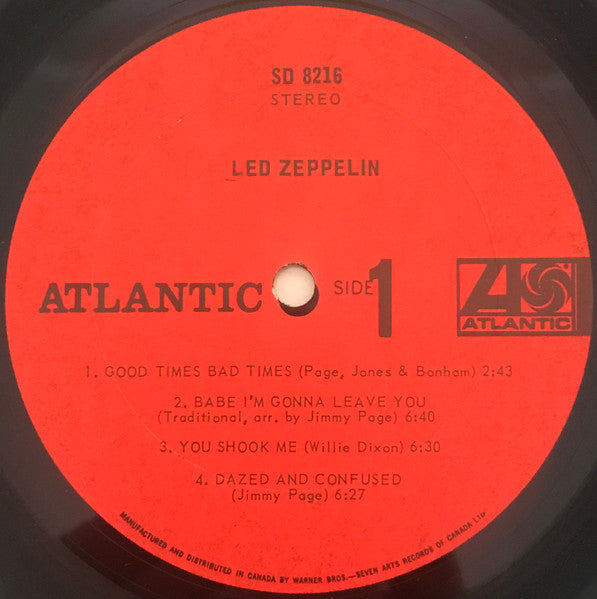 SD 8216
STEREO
LED ZEPPELIN
ATLANTIC
SIDE 1
ATLANTIC
1. GOOD TIMES BAD TIMES (Page, Jones & Bonham) 2:43
2. BABE I'M GONNA LEAVE YOU
(Traditional, arr. by Jimmy Page) 6:40
3. YOU SHOOK ME (Willie Dixon) 6:30
4. DAZED AND CONFUSED
(Jimmy Page) 6:27
MANUFACTURED AND DISTRIBUTED IN CANADA BY WARNER BROS.—SEVEN ARTS RECORDS OF CANADA LTD